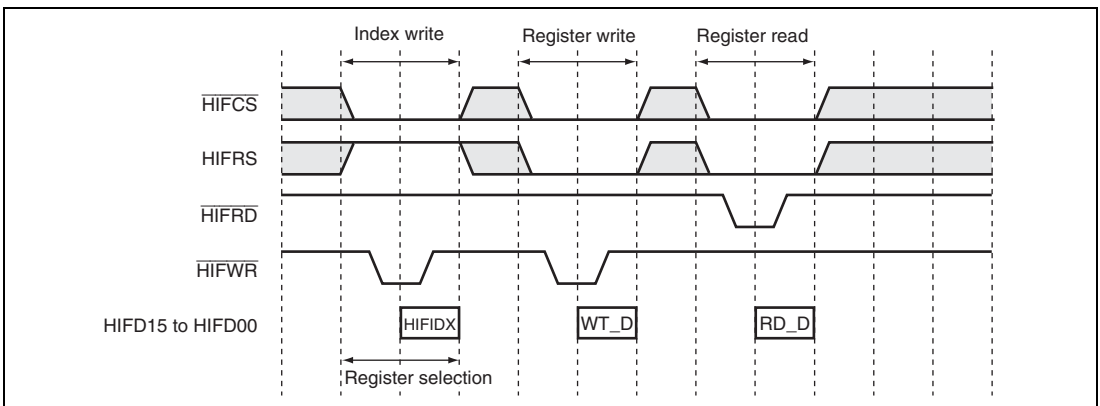 Index write Register write Register read
HIFCS
HIFRS
HIFRD
HIFWR
HIFD15 to HIFD00 HIFIDX WT_D RD_D
Register selection